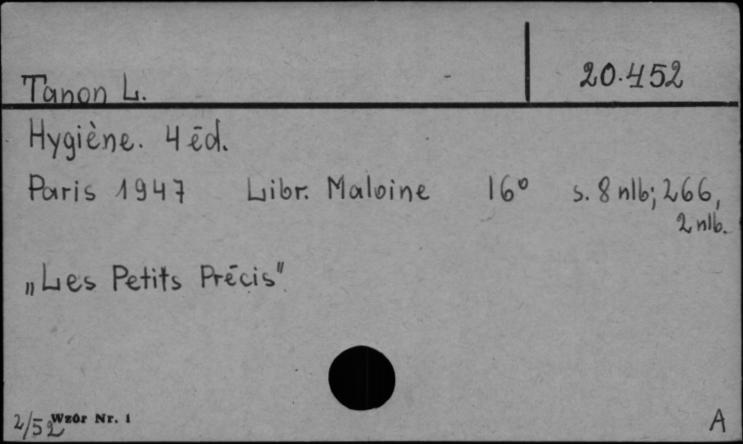 Tanon L.
20.452
Hygiène. 4 éd.
Paris 1947 Libr. Maloine 16° s. 8 nlb; 266,
2 nlb.
„Les Petits Précis"
2/52 Wzór Nr. 1
A